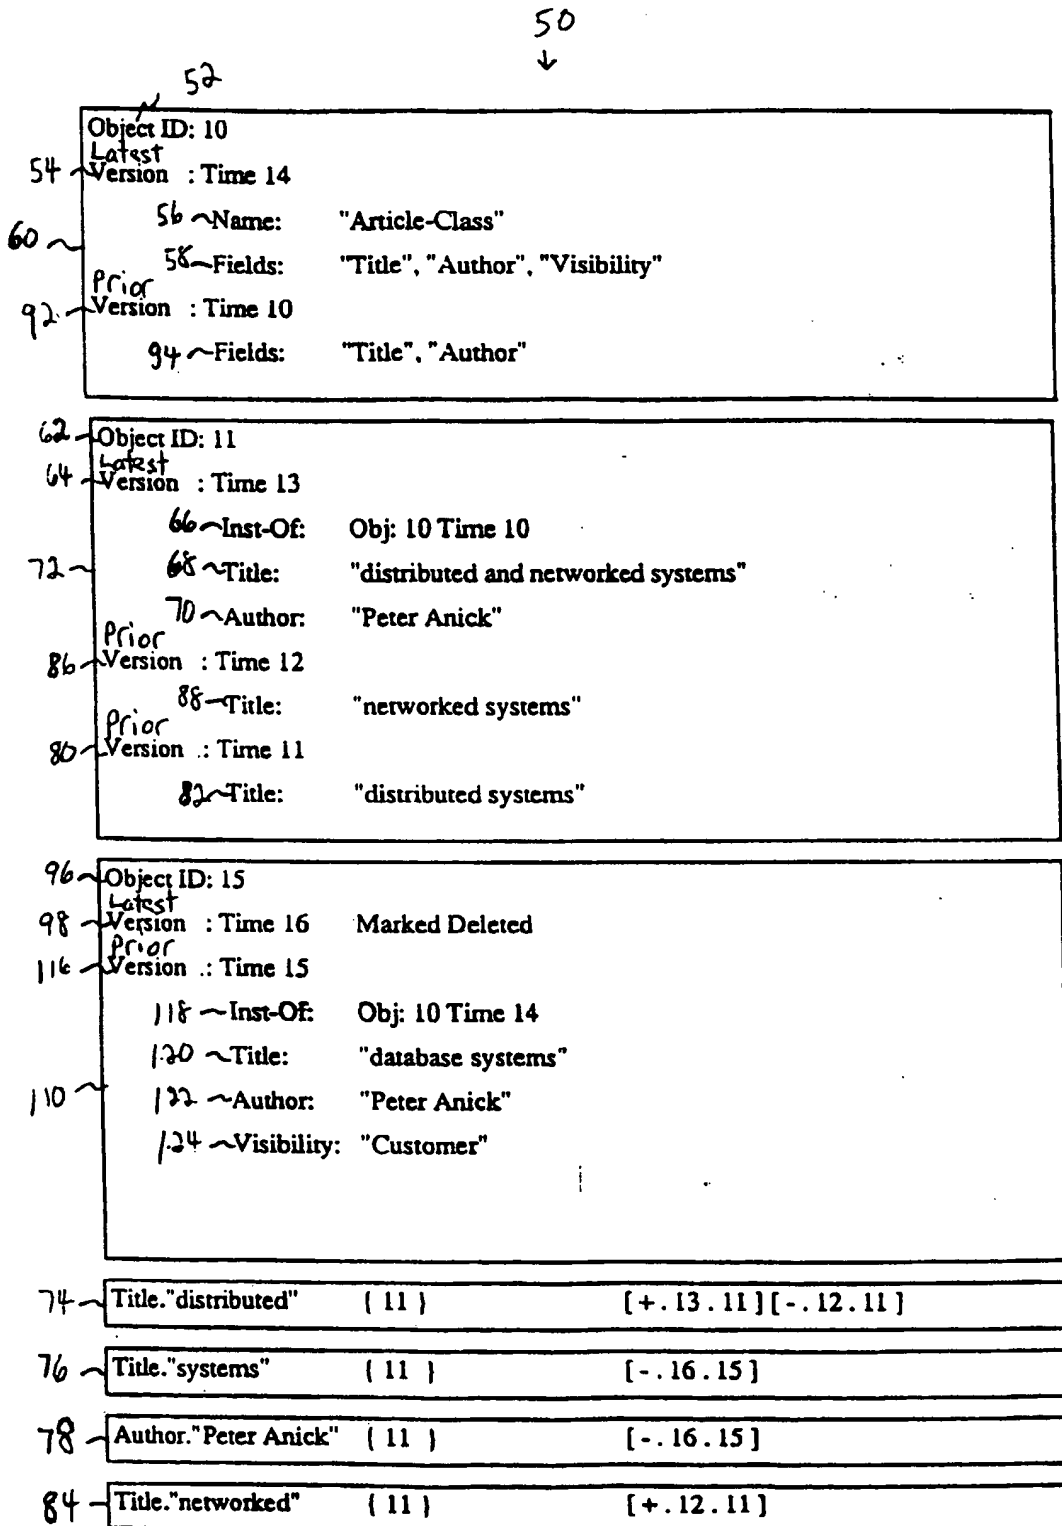 50
52
Object ID: 10
Latest
54 Version : Time 14
56 Name: "Article-Class"
60
58 Fields: "Title", "Author", "Visibility"
Prior
92 Version : Time 10
94 Fields: "Title", "Author"
62 Object ID: 11
Latest
64 Version : Time 13
66 Inst-Of: Obj: 10 Time 10
72 68 Title: "distributed and networked systems"
70 Author: "Peter Anick"
Prior
86 Version : Time 12
88 Title: "networked systems"
Prior
80 Version : Time 11
82 Title: "distributed systems"
96 Object ID: 15
Latest
98 Version : Time 16 Marked Deleted
Prior
116 Version : Time 15
118 Inst-Of: Obj: 10 Time 14
120 Title: "database systems"
110 122 Author: "Peter Anick"
124 Visibility: "Customer"
74 Title."distributed" { 11 } [+.13.11][-.12.11]
76 Title."systems" { 11 } [-.16.15]
78 Author."Peter Anick" { 11 } [-.16.15]
84 Title."networked" { 11 } [+.12.11]